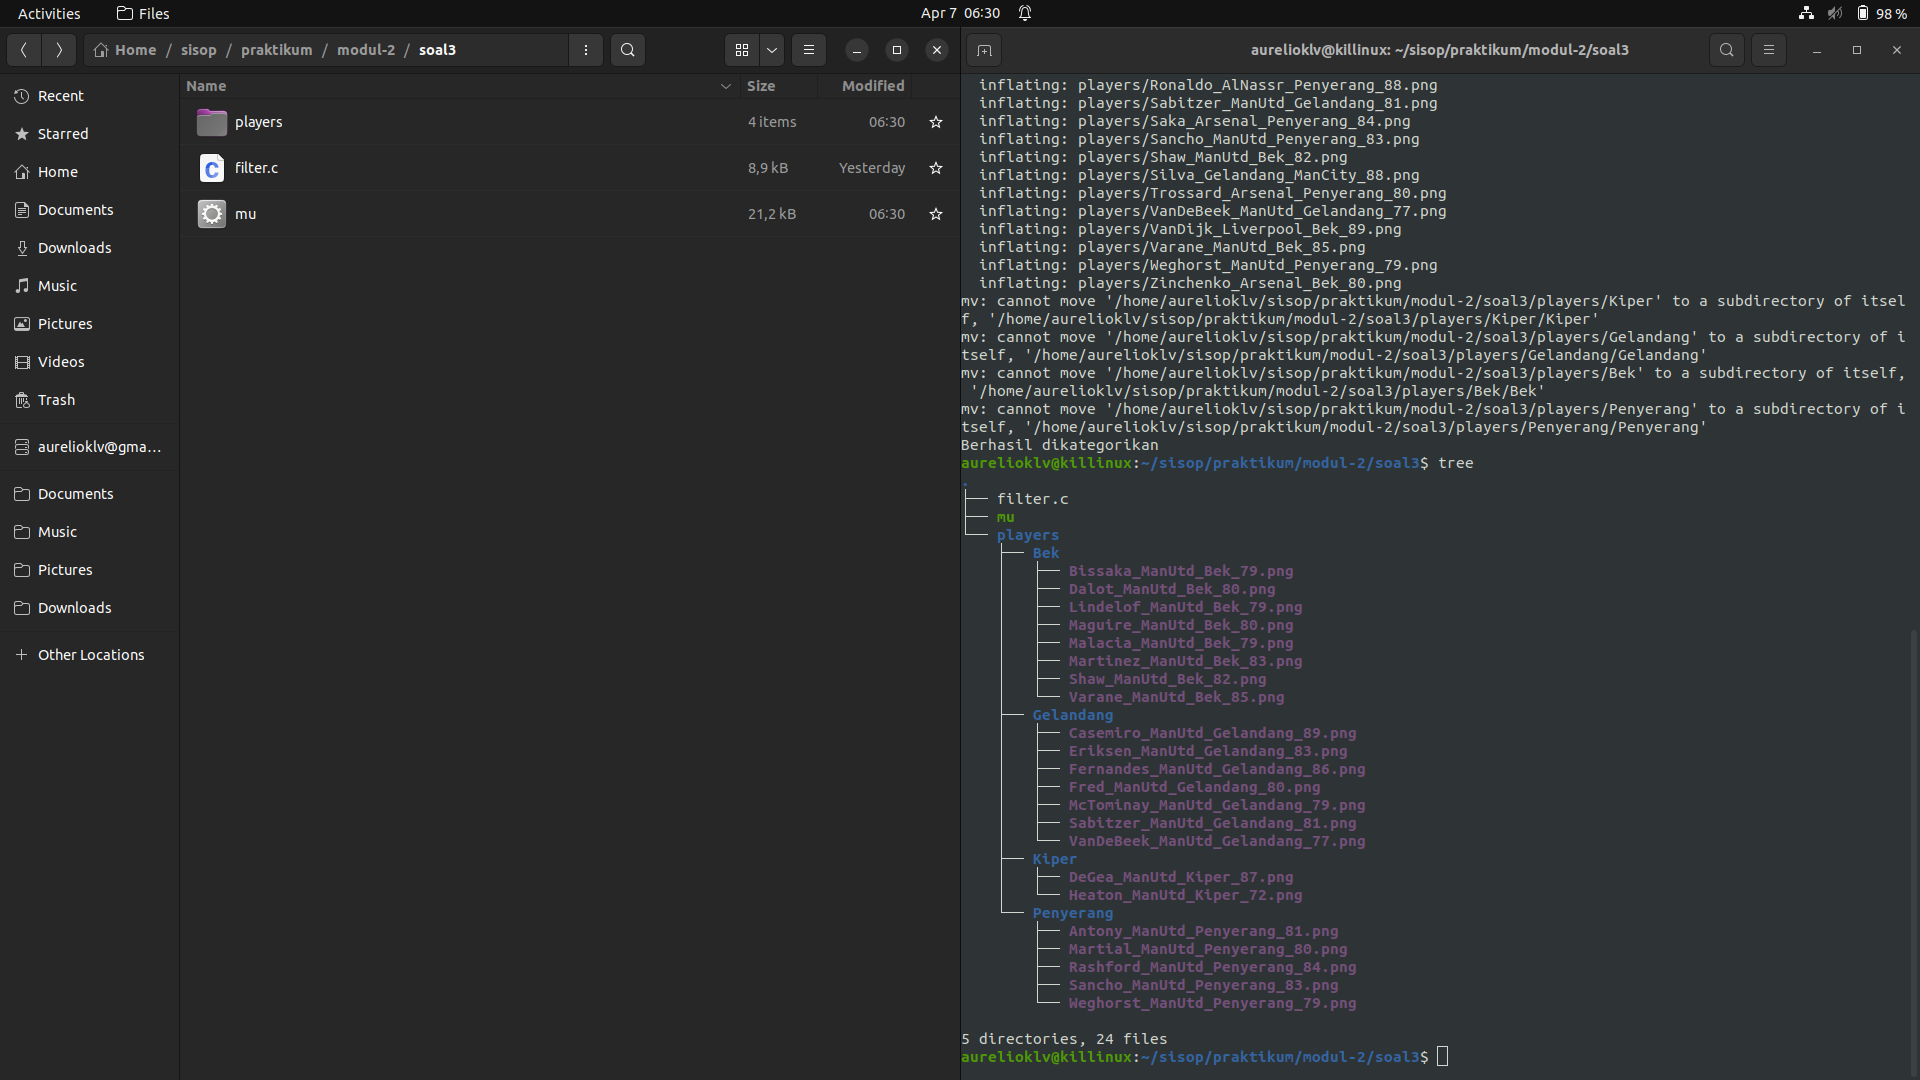 Activities Files Apr 7 06:30 98 %
Home / sisop / praktikum / modul-2 / soal3
Name Size Modified
players 4 items 06:30
filter.c 8,9 kB Yesterday
mu 21,2 kB 06:30
Recent
Starred
Home
Documents
Downloads
Music
Pictures
Videos
Trash
aurelioklv@gma...
Documents
Music
Pictures
Downloads
+ Other Locations
aurelioklv@killinux: ~/sisop/praktikum/modul-2/soal3
inflating: players/Ronaldo_AlNassr_Penyerang_88.png
inflating: players/Sabitzer_ManUtd_Gelandang_81.png
inflating: players/Saka_Arsenal_Penyerang_84.png
inflating: players/Sancho_ManUtd_Penyerang_83.png
inflating: players/Shaw_ManUtd_Bek_82.png
inflating: players/Silva_Gelandang_ManCity_88.png
inflating: players/Trossard_Arsenal_Penyerang_80.png
inflating: players/VanDeBeek_ManUtd_Gelandang_77.png
inflating: players/VanDijk_Liverpool_Bek_89.png
inflating: players/Varane_ManUtd_Bek_85.png
inflating: players/Weghorst_ManUtd_Penyerang_79.png
inflating: players/Zinchenko_Arsenal_Bek_80.png
mv: cannot move '/home/aurelioklv/sisop/praktikum/modul-2/soal3/players/Kiper' to a subdirectory of itsel
f, '/home/aurelioklv/sisop/praktikum/modul-2/soal3/players/Kiper/Kiper'
mv: cannot move '/home/aurelioklv/sisop/praktikum/modul-2/soal3/players/Gelandang' to a subdirectory of i
tself, '/home/aurelioklv/sisop/praktikum/modul-2/soal3/players/Gelandang/Gelandang'
mv: cannot move '/home/aurelioklv/sisop/praktikum/modul-2/soal3/players/Bek' to a subdirectory of itself,
'/home/aurelioklv/sisop/praktikum/modul-2/soal3/players/Bek/Bek'
mv: cannot move '/home/aurelioklv/sisop/praktikum/modul-2/soal3/players/Penyerang' to a subdirectory of i
tself, '/home/aurelioklv/sisop/praktikum/modul-2/soal3/players/Penyerang/Penyerang'
Berhasil dikategorikan
aurelioklv@killinux:~/sisop/praktikum/modul-2/soal3$ tree
.
├── filter.c
├── mu
└── players
├── Bek
├── Bissaka_ManUtd_Bek_79.png
├── Dalot_ManUtd_Bek_80.png
├── Lindelof_ManUtd_Bek_79.png
├── Maguire_ManUtd_Bek_80.png
├── Malacia_ManUtd_Bek_79.png
├── Martinez_ManUtd_Bek_83.png
├── Shaw_ManUtd_Bek_82.png
└── Varane_ManUtd_Bek_85.png
├── Gelandang
├── Casemiro_ManUtd_Gelandang_89.png
├── Eriksen_ManUtd_Gelandang_83.png
├── Fernandes_ManUtd_Gelandang_86.png
├── Fred_ManUtd_Gelandang_80.png
├── McTominay_ManUtd_Gelandang_79.png
├── Sabitzer_ManUtd_Gelandang_81.png
└── VanDeBeek_ManUtd_Gelandang_77.png
├── Kiper
├── DeGea_ManUtd_Kiper_87.png
└── Heaton_ManUtd_Kiper_72.png
└── Penyerang
├── Antony_ManUtd_Penyerang_81.png
├── Martial_ManUtd_Penyerang_80.png
├── Rashford_ManUtd_Penyerang_84.png
├── Sancho_ManUtd_Penyerang_83.png
└── Weghorst_ManUtd_Penyerang_79.png
5 directories, 24 files
aurelioklv@killinux:~/sisop/praktikum/modul-2/soal3$